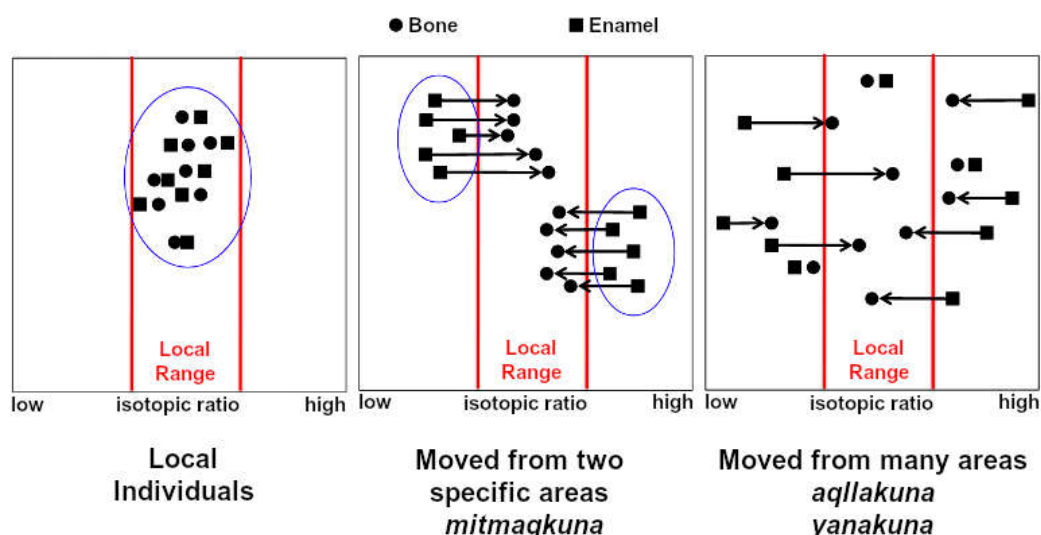 Bone Enamel
Local
Range
low isotopic ratio high
Local
Range
low isotopic ratio high
Local
Range
low isotopic ratio high
Local
Individuals
Moved from two
specific areas
mitmaqkuna
Moved from many areas
aqllakuna
yanakuna